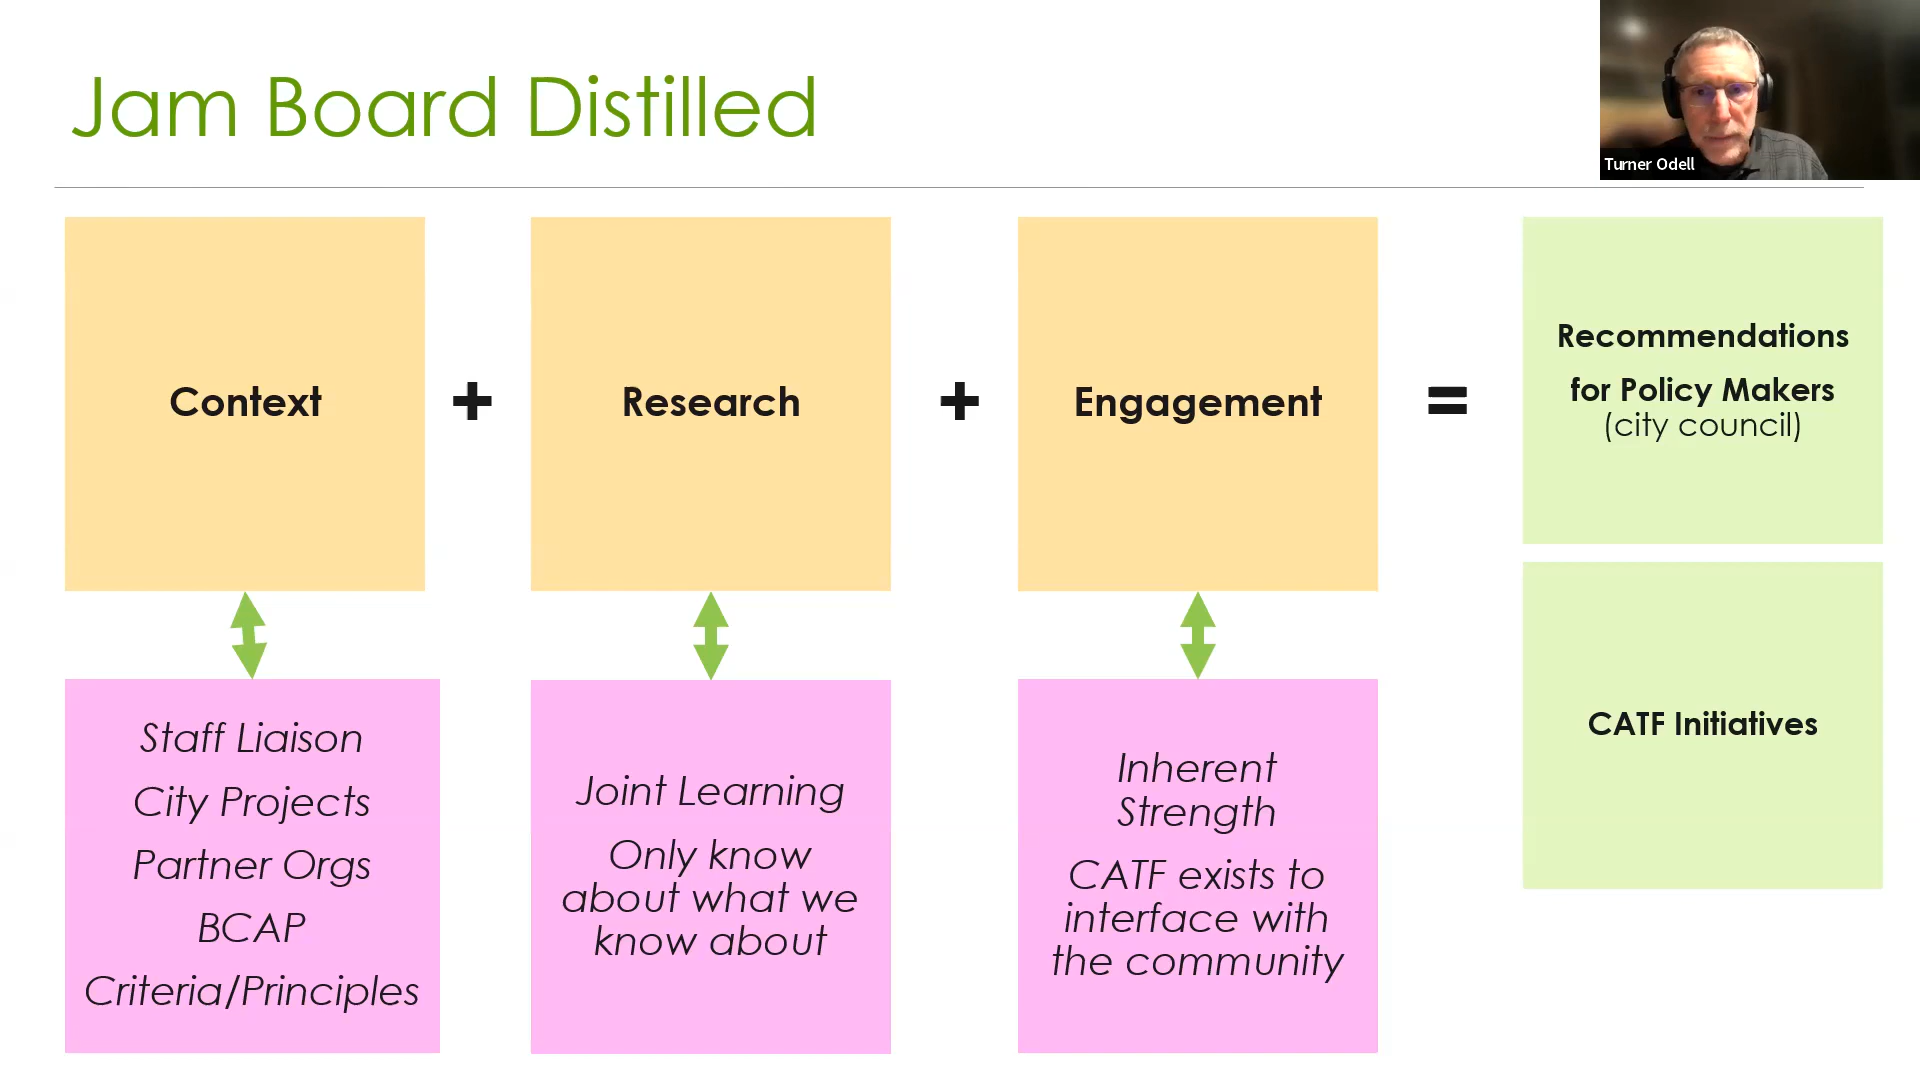 Jam Board Distilled
Turner Odell
Context
+
Research
+
Engagement
=
Recommendations
for Policy Makers
(city council)
Staff Liaison
City Projects
Partner Orgs
BCAP
Criteria/Principles
Joint Learning
Only know
about what we
know about
Inherent
Strength
CATF exists to
interface with
the community
CATF Initiatives